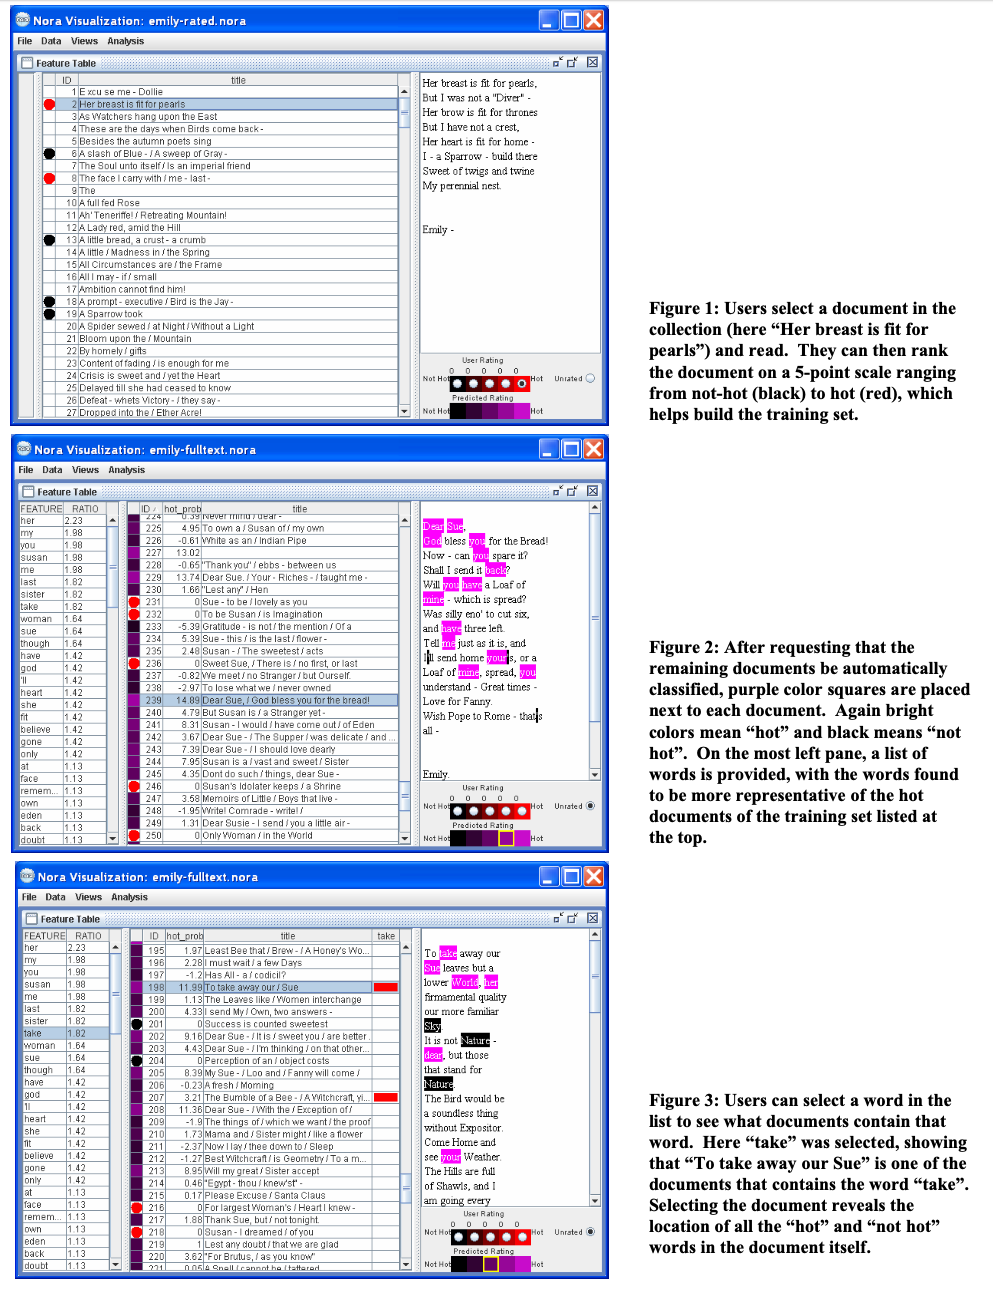 Nora Visualization: emily-rated.nora
File Data Views Analysis
Feature Table
ID title
1 Excu se me - Dollie
2 Her breast is fit for pearls
3 As Watchers hang upon the East
4 These are the days when Birds come back -
5 Besides the autumn poets sing
6 A slash of Blue - / A sweep of Gray -
7 The Soul unto itself / Is an imperial friend
8 The face I carry with / me - last -
9 The
10 A full fed Rose
11 Ah' Teneriffe! / Retreating Mountain!
12 A Lady red, amid the Hill
13 A little bread, a crust - a crumb
14 A little / Madness in / the Spring
15 All Circumstances are / the Frame
16 All I may - if / small
17 Ambition cannot find him!
18 A prompt - executive / Bird is the Jay -
19 A Sparrow took
20 A Spider sewed / at Night / Without a Light
21 Bloom upon the / Mountain
22 By homely / gifts
23 Content of fading / is enough for me
24 Crisis is sweet and / yet the Heart
25 Delayed till she had ceased to know
26 Defeat - whets Victory - / they say -
27 Dropped into the / Ether Acre!
Her breast is fit for pearls,
But I was not a "Diver" -
Her brow is fit for thrones
But I have not a crest,
Her heart is fit for home -
I - a Sparrow - build there
Sweet of twigs and twine
My perennial nest.
Emily -
User Rating
0 0 0 0 0
Not Hot Hot Unrated
Predicted Rating
Not Hot Hot
Figure 1: Users select a document in the
collection (here “Her breast is fit for
pearls”) and read. They can then rank
the document on a 5-point scale ranging
from not-hot (black) to hot (red), which
helps build the training set.
Nora Visualization: emily-fulltext.nora
File Data Views Analysis
Feature Table
FEATURE RATIO
her 2.23
my 1.98
you 1.98
susan 1.98
me 1.98
last 1.82
sister 1.82
take 1.82
woman 1.64
sue 1.64
though 1.64
have 1.42
god 1.42
'll 1.42
heart 1.42
she 1.42
fit 1.42
believe 1.42
gone 1.42
only 1.42
at 1.13
face 1.13
remem... 1.13
own 1.13
eden 1.13
back 1.13
doubt 1.13
ID hot_prob title
224 0.39 Never mind / dear -
225 4.95 To own a / Susan of / my own
226 -0.61 White as an / Indian Pipe
227 13.02
228 -0.65 "Thank you" / ebbs - between us
229 13.74 Dear Sue. / Your - Riches - / taught me -
230 1.66 "Lest any" / Hen
231 0 Sue - to be / lovely as you
232 0 To be Susan / is Imagination
233 -5.39 Gratitude - is not / the mention / Of a
234 5.39 Sue - this / is the last / flower -
235 2.48 Susan - / The sweetest / acts
236 0 Sweet Sue, / There is / no first, or last
237 -0.82 We meet / no Stranger / but Ourself.
238 -2.97 To lose what we / never owned
239 14.89 Dear Sue, / God bless you for the bread!
240 4.79 But Susan is / a Stranger yet -
241 8.31 Susan - I would / have come out / of Eden
242 3.67 Dear Sue - / The Supper / was delicate / and ...
243 7.39 Dear Sue - / I should love dearly
244 7.95 Susan is a / vast and sweet / Sister
245 4.35 Dont do such / things, dear Sue -
246 0 Susan's Idolater keeps / a Shrine
247 3.58 Memoirs of Little / Boys that live -
248 -1.95 Write! Comrade - write! /
249 1.31 Dear Susie - I send / you a little air -
250 0 Only Woman / in the World
Dear Sue,
God bless you for the Bread!
Now - can you spare it?
Shall I send it back?
Will you have a Loaf of
mine - which is spread?
Was silly eno' to cut six,
and have three left.
Tell me just as it is, and
I'll send home your's, or a
Loaf of mine, spread, you
understand - Great times -
Love for Fanny.
Wish Pope to Rome - that's
all -
Emily.
User Rating
0 0 0 0 0
Not Hot Hot Unrated
Predicted Rating
Not Hot Hot
Figure 2: After requesting that the
remaining documents be automatically
classified, purple color squares are placed
next to each document. Again bright
colors mean “hot” and black means “not
hot”. On the most left pane, a list of
words is provided, with the words found
to be more representative of the hot
documents of the training set listed at
the top.
Nora Visualization: emily-fulltext.nora
File Data Views Analysis
Feature Table
FEATURE RATIO
her 2.23
my 1.98
you 1.98
susan 1.98
me 1.98
last 1.82
sister 1.82
take 1.82
woman 1.64
sue 1.64
though 1.64
have 1.42
god 1.42
'll 1.42
heart 1.42
she 1.42
fit 1.42
believe 1.42
gone 1.42
only 1.42
at 1.13
face 1.13
remem... 1.13
own 1.13
eden 1.13
back 1.13
doubt 1.13
ID hot_prob title take
195 1.97 Least Bee that / Brew - / A Honey's Wo...
196 2.28 I must wait / a few Days
197 -1.2 Has All - a / codicil?
198 11.99 To take away our / Sue
199 1.13 The Leaves like / Women interchange
200 4.33 I send My / Own, two answers -
201 0 Success is counted sweetest
202 9.16 Dear Sue - / It is / sweet you / are better.
203 4.43 Dear Sue - / I'm thinking / on that other...
204 0 Perception of an / object costs
205 8.39 My Sue - / Loo and / Fanny will come /
206 -0.23 A fresh / Morning
207 3.21 The Bumble of a Bee - / A Witchcraft, yi...
208 11.36 Dear Sue - / With the / Exception of /
209 -1.9 The things of / which we want / the proof
210 1.73 Mama and / Sister might / like a flower
211 -2.37 Now I lay / thee down to / Sleep
212 -1.27 Best Witchcraft / is Geometry / To a m...
213 8.95 Will my great / Sister accept
214 0.46 "Egypt - thou / knew'st" -
215 0.17 Please Excuse / Santa Claus
216 0 For largest Woman's / Heart I knew -
217 1.88 Thank Sue, but / not tonight.
218 0 Susan - I dreamed / of you
219 1 Lest any doubt / that we are glad
220 3.62 "For Brutus, / as you know"
221 0.05 A Spell / cannot be / tattered
To take away our
Sue leaves but a
lower World, her
firmamental quality
our more familiar
Sky.
It is not Nature -
dear, but those
that stand for
Nature.
The Bird would be
a soundless thing
without Expositor.
Come Home and
see your Weather.
The Hills are full
of Shawls, and I
am going every
User Rating
0 0 0 0 0
Not Hot Hot Unrated
Predicted Rating
Not Hot Hot
Figure 3: Users can select a word in the
list to see what documents contain that
word. Here “take” was selected, showing
that “To take away our Sue” is one of the
documents that contains the word “take”.
Selecting the document reveals the
location of all the “hot” and “not hot”
words in the document itself.